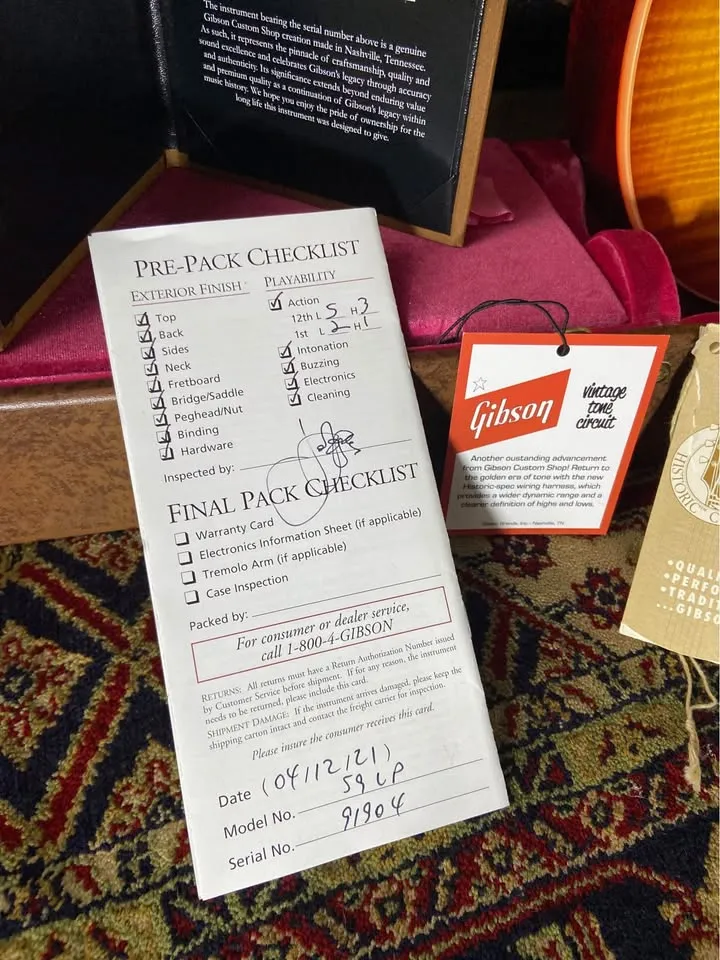 The instrument bearing the serial number above is a genuine
Gibson Custom Shop creation made in Nashville, Tennessee.
As such, it represents the pinnacle of craftsmanship, quality and
sound excellence and celebrates Gibson's legacy through accuracy
and authenticity. Its significance extends beyond enduring value
and premium quality as a continuation of Gibson's legacy within
music history. We hope you enjoy the pride of ownership for the
long life this instrument was designed to give.
PRE-PACK CHECKLIST
EXTERIOR FINISH
Top
Back
Sides
Neck
Fretboard
Bridge/Saddle
Peghead/Nut
Binding
Hardware
PLAYABILITY
Action
12th L 5 H 3
1st L 2 H 1
Intonation
Buzzing
Electronics
Cleaning
Inspected by:
FINAL PACK CHECKLIST
Warranty Card
Electronics Information Sheet (if applicable)
Tremolo Arm (if applicable)
Case Inspection
Packed by:
For consumer or dealer service,
call 1-800-4-GIBSON
RETURNS: All returns must have a Return Authorization Number issued
by Customer Service before shipment. If for any reason, the instrument
needs to be returned, please include this card.
SHIPMENT DAMAGE: If the instrument arrives damaged, please keep the
shipping carton intact and contact the freight carrier for inspection.
Please insure the consumer receives this card.
Date (04/12/21)
Model No. 59 LP
Serial No. 91904
Gibson
vintage
tone
circuit
Another oustanding advancement
from Gibson Custom Shop! Return to
the golden era of tone with the new
Historic-spec wiring harness, which
provides a wider dynamic range and a
clearer definition of highs and lows.
Gibson Brands, Inc • Nashville, TN
HISTORIC
•QUALI
•PERFO
•TRADI
...GIBSO